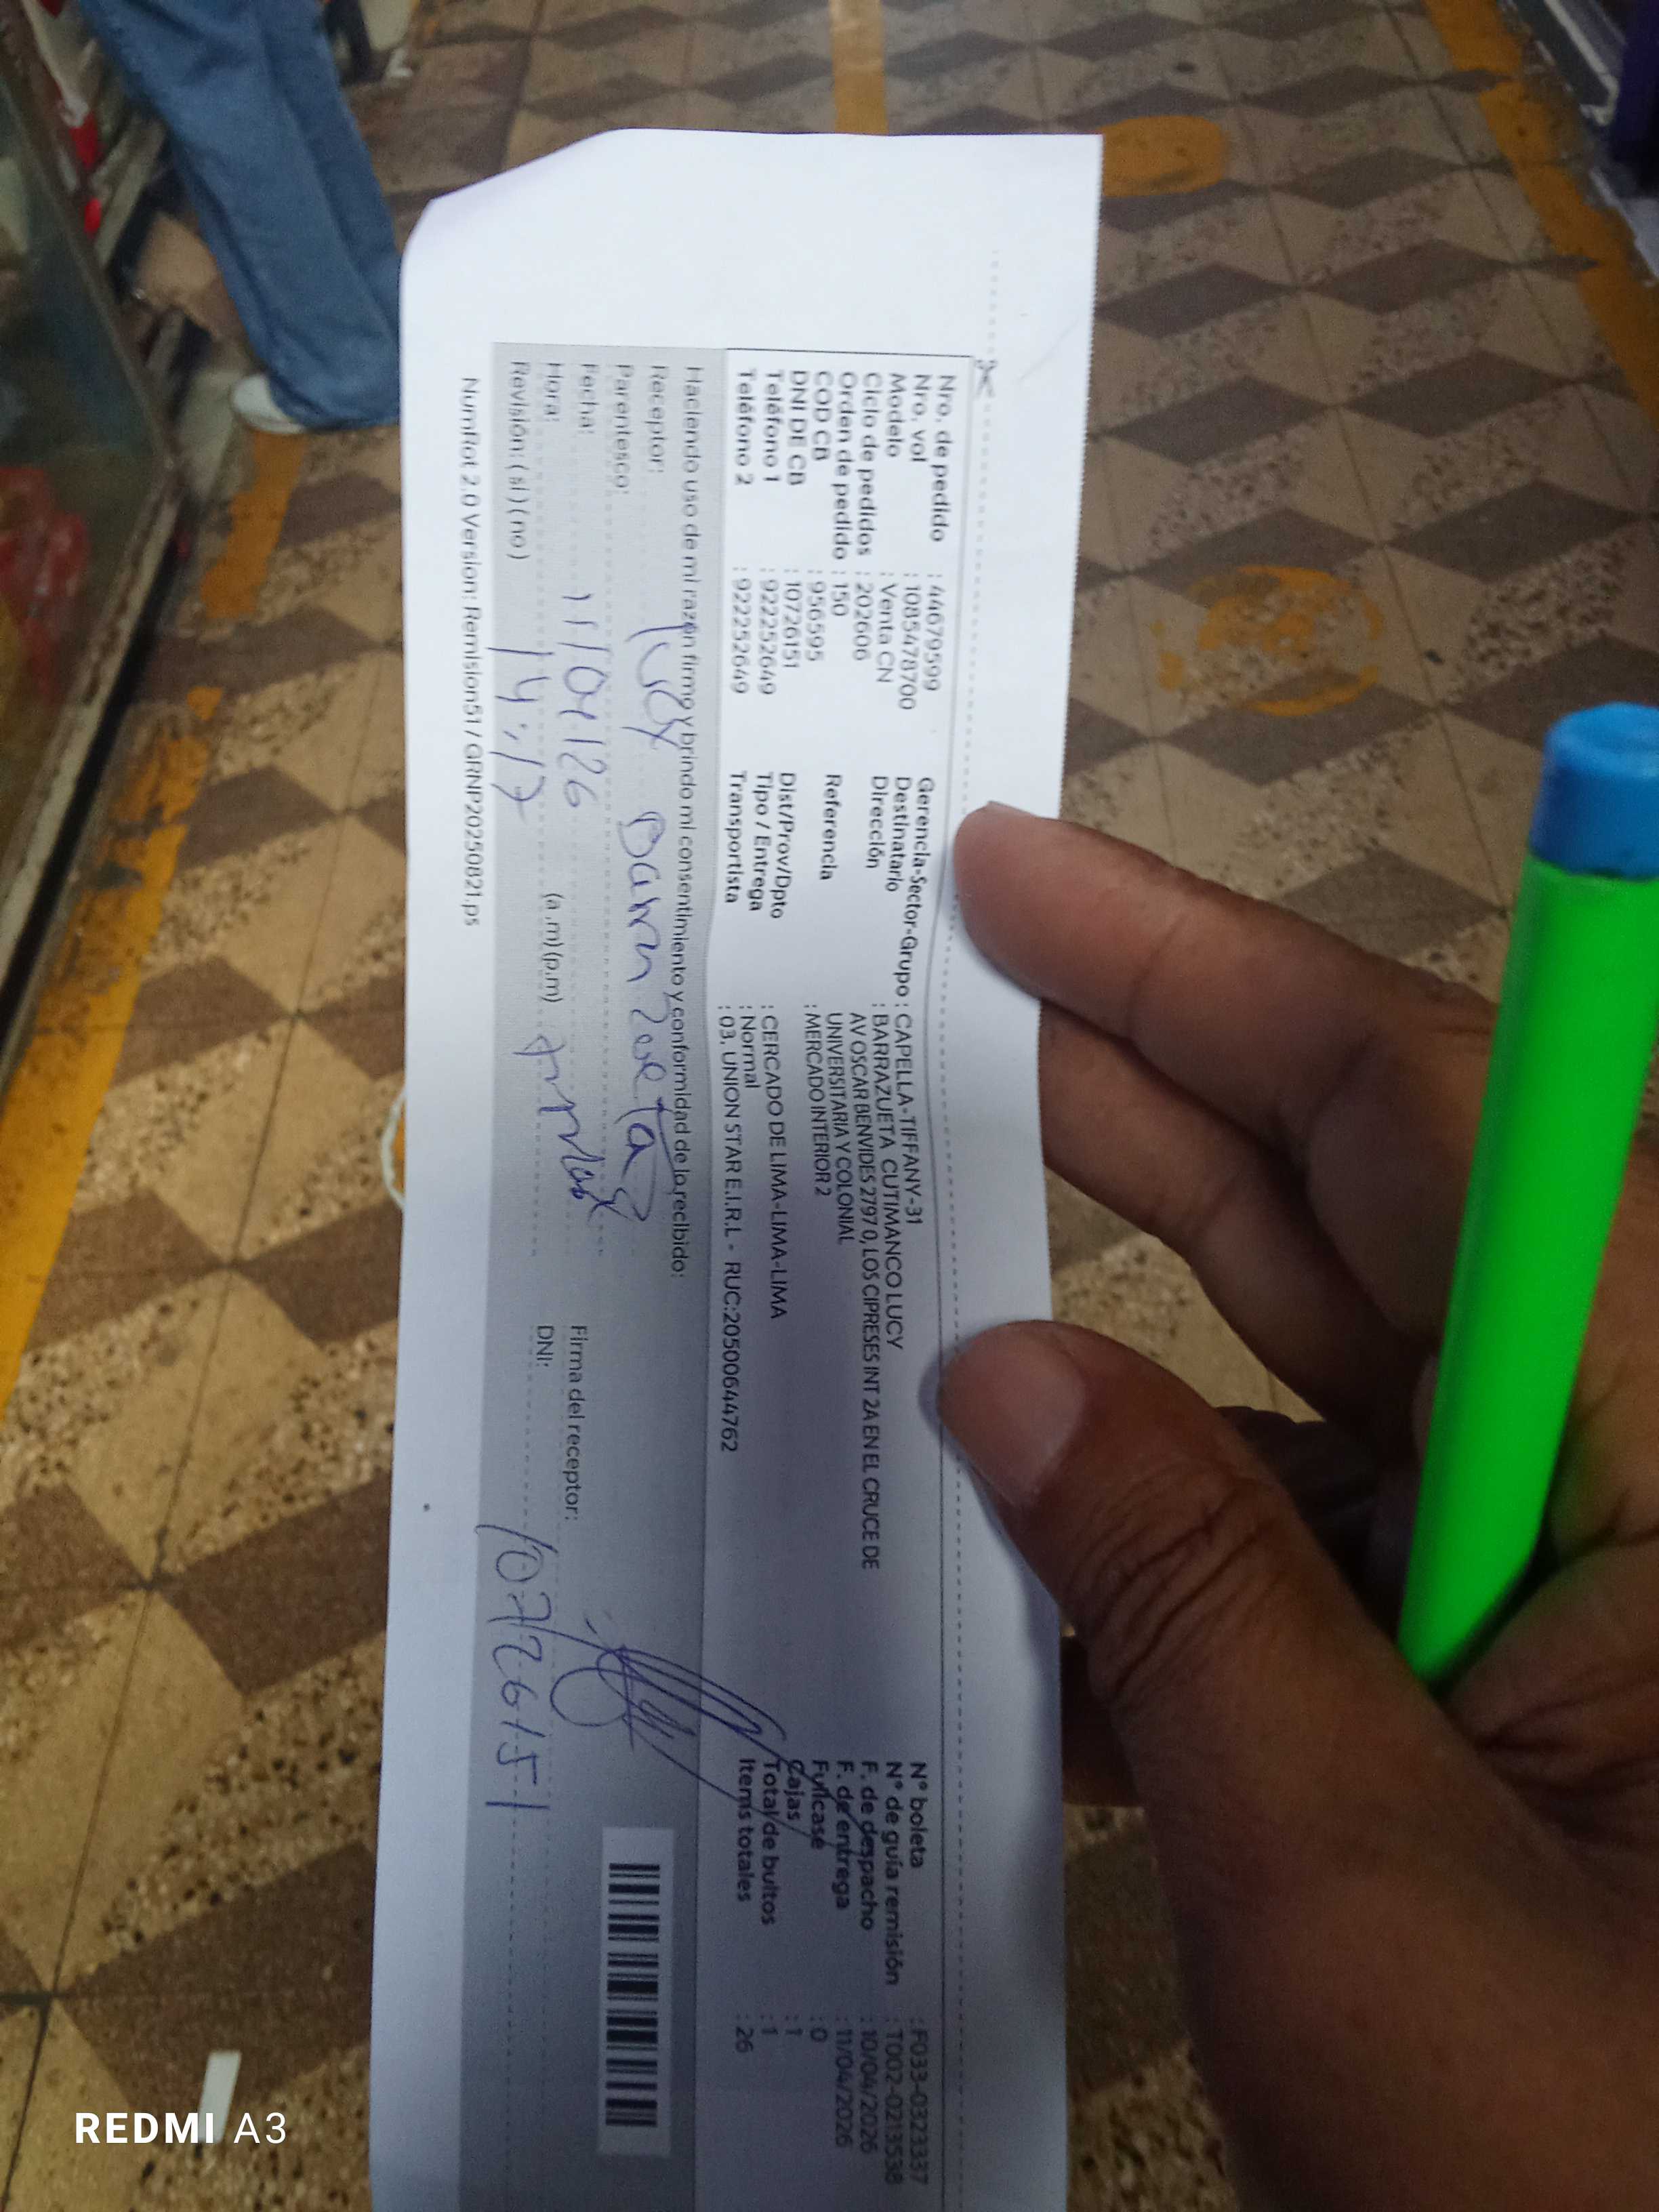 Nro. de pedido : 44679599
Nro. vol : 1085478700
Modelo : Venta CN
Ciclo de pedidos : 202606
Orden de pedido : 150
COD CB : 956595
DNI DE CB : 10726151
Teléfono 1 : 922252649
Teléfono 2 : 922252649
Gerencia-Sector-Grupo : CAPELLA-TIFFANY-31
Destinatario : BARRAZUETA CUTIMANCO LUCY
Dirección AV OSCAR BENVIDES 2797 0, LOS CIPRESES INT 2A EN EL CRUCE DE
UNIVERSITARIA Y COLONIAL
Referencia : MERCADO INTERIOR 2
Dist/Prov/Dpto : CERCADO DE LIMA-LIMA-LIMA
Tipo / Entrega : Normal
Transportista : 03. UNION STAR E.I.R.L - RUC:20500644762
N° boleta : F033-0323337
N° de guía remisión : T002-0213538
F. de despacho : 10/04/2026
F. de entrega : 11/04/2026
Fullcase : 0
Cajas : 1
Total de bultos : 1
Items totales : 26
Haciendo uso de mi razón firmo y brindo mi consentimiento y conformidad de lo recibido:
Receptor:
Parentesco:
Fecha: 11/04/26
Hora: 14:17 (a.m) (p.m)
Revisión: (si) (no)
Firma del receptor:
DNI: 10726151
NumRot 2.0 Version: Remision51 / GRNP20250821.ps
REDMI A3